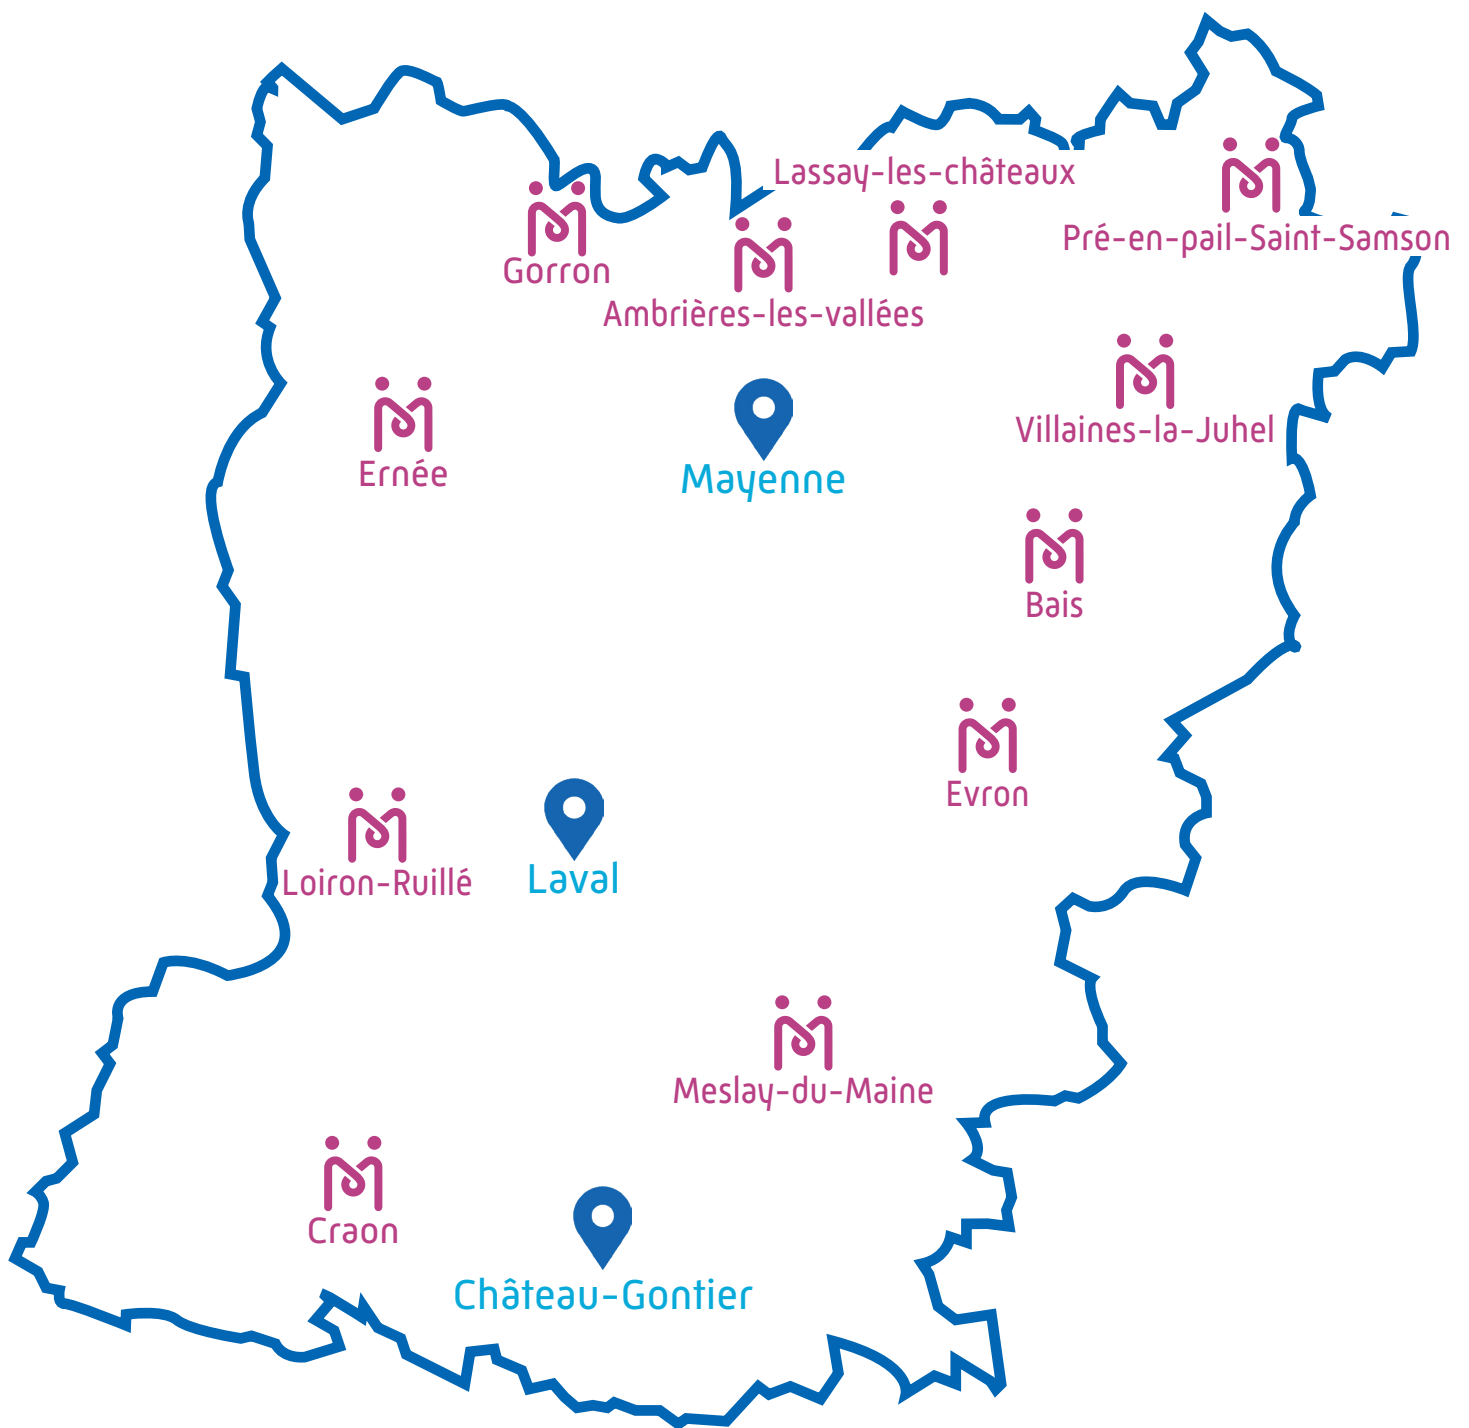 Lassay-les-châteaux
Pré-en-pail-Saint-Samson
Gorron
Ambrières-les-vallées
Villaines-la-Juhel
Ernée
Mayenne
Bais
Evron
Loiron-Ruillé
Laval
Meslay-du-Maine
Craon
Château-Gontier